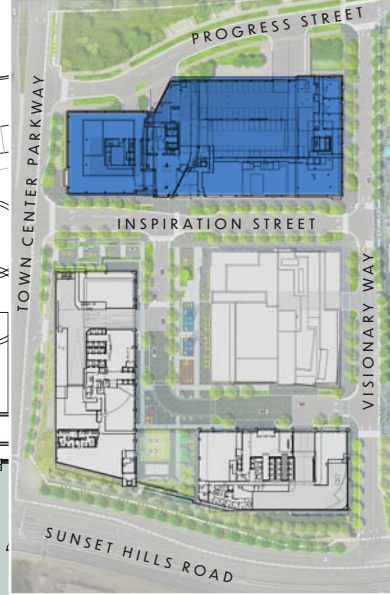 PROGRESS STREET
TOWN CENTER PARKWAY
INSPIRATION STREET
VISIONARY WAY
SUNSET HILLS ROAD